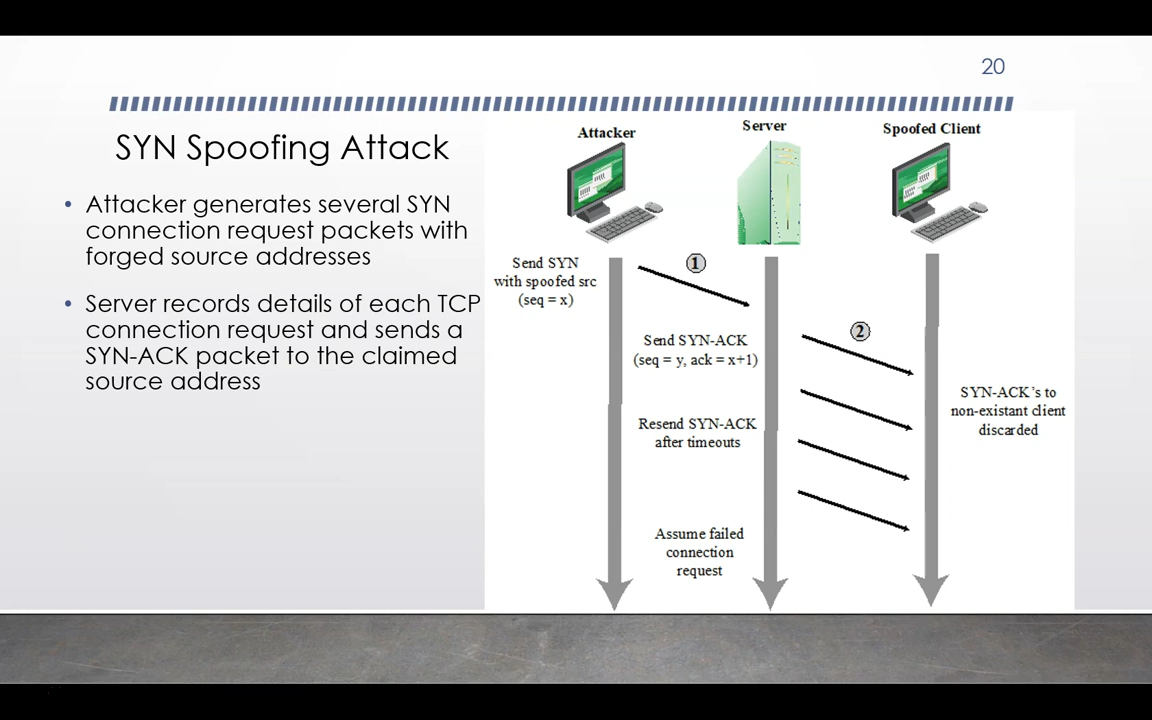 20
SYN Spoofing Attack
• Attacker generates several SYN
connection request packets with
forged source addresses
• Server records details of each TCP
connection request and sends a
SYN-ACK packet to the claimed
source address
Attacker
Server
Spoofed Client
Send SYN
with spoofed src
(seq = x)
1
Send SYN-ACK
(seq = y, ack = x+1)
2
Resend SYN-ACK
after timeouts
SYN-ACK's to
non-existant client
discarded
Assume failed
connection
request